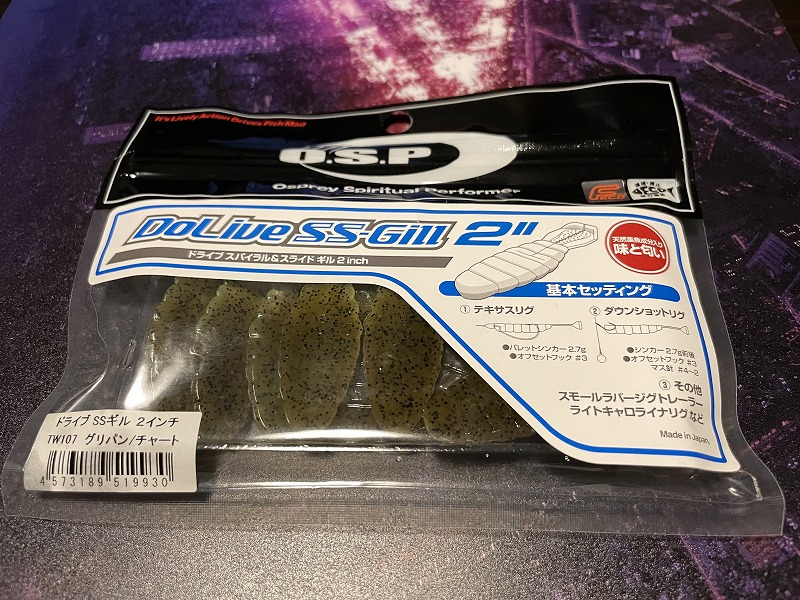 It's Lively Action Drives Fish Mad
O.S.P
Osprey Spiritual Performer
Feco
DoLive SS-Gill 2"
ドライブ スパイラル&スライド ギル 2 inch
天然集魚成分入り
味と匂い
基本セッティング
① テキサスリグ
●バレットシンカー 2.7g
●オフセットフック #3
② ダウンショットリグ
●シンカー 2.7g前後
●オフセットフック #3
マス針 #4~2
③ その他
スモールラバージグトレーラー
ライトキャロライナリグ など
Made in Japan.
ドライブ SSギル 2インチ
TW107 グリパン/チャート
4 573189 519930